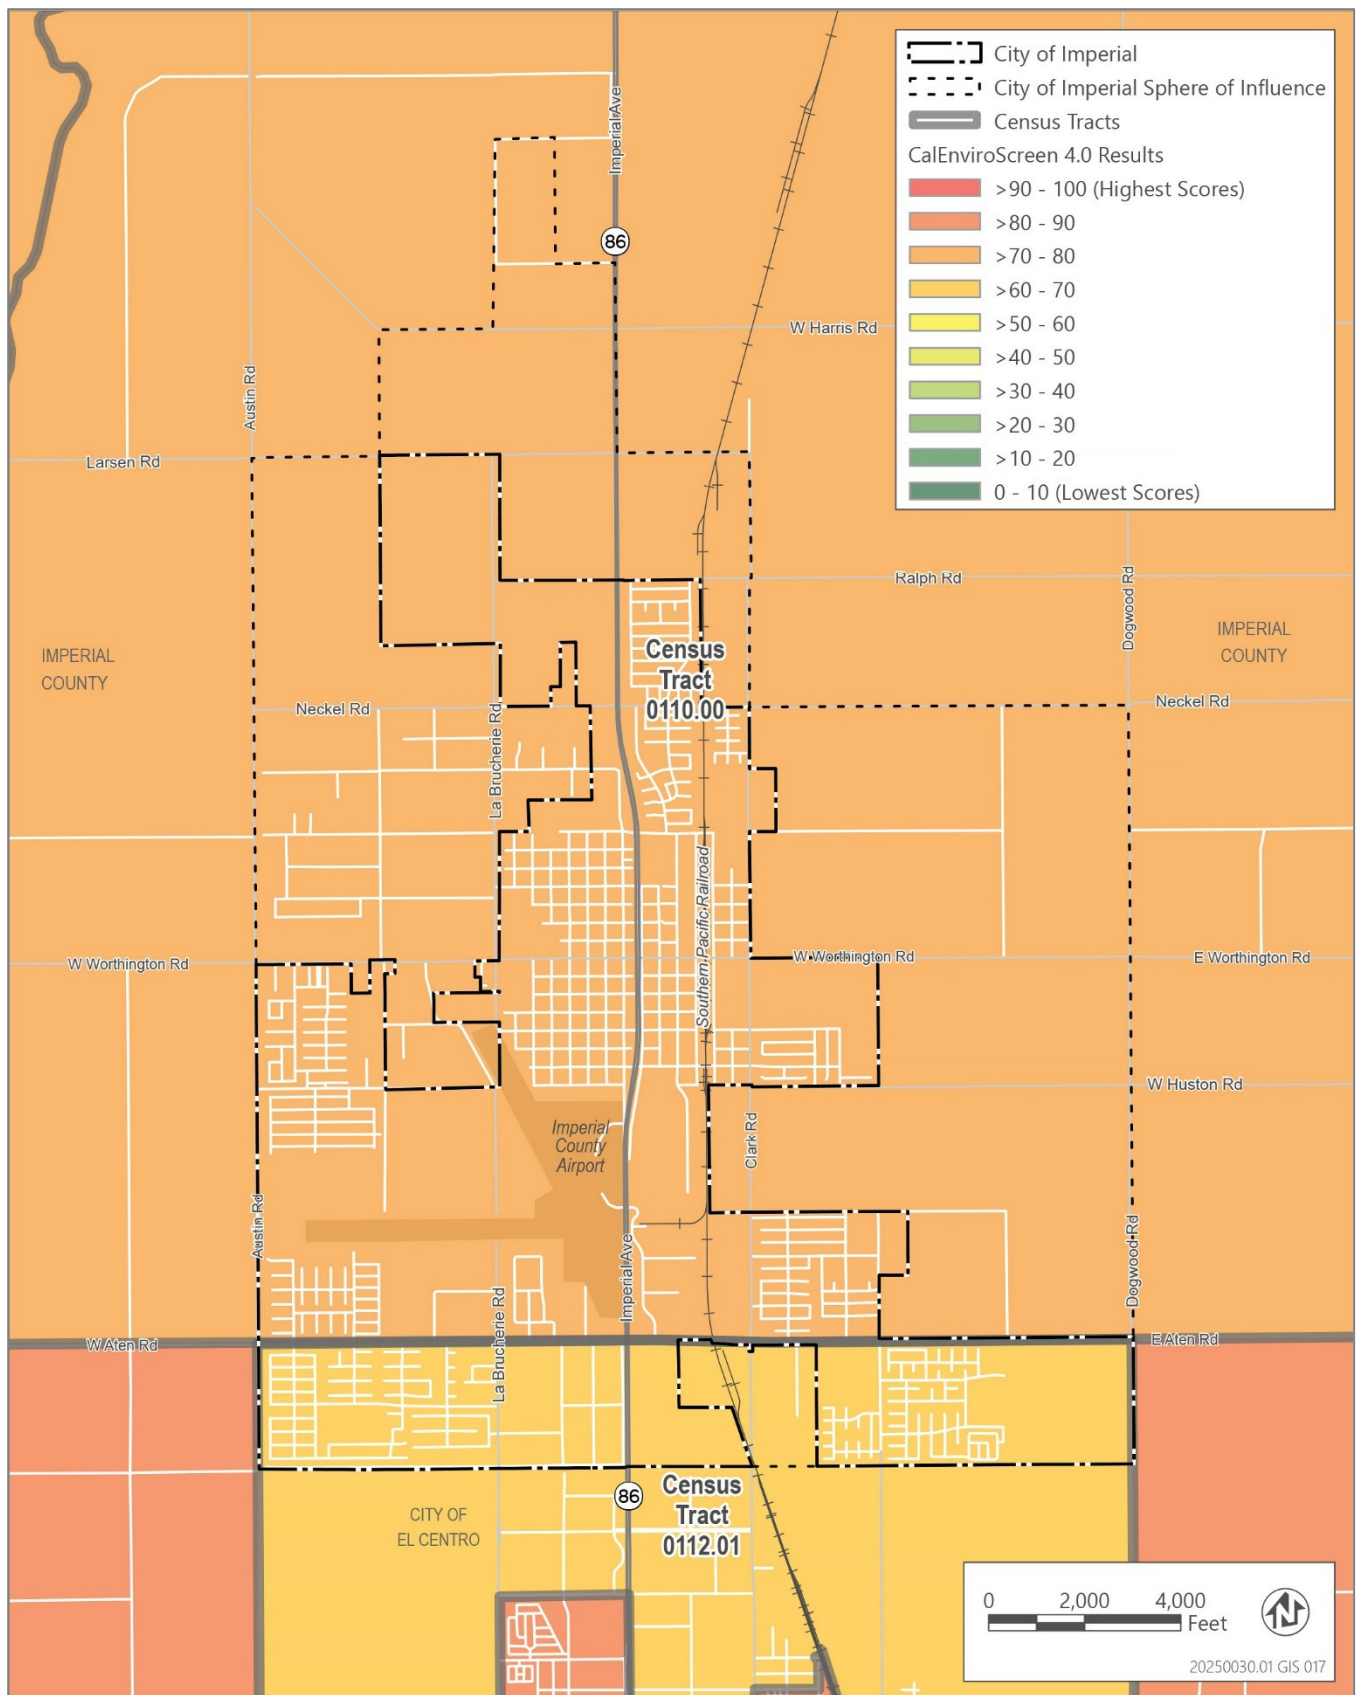 City of Imperial
City of Imperial Sphere of Influence
Census Tracts
CalEnviroScreen 4.0 Results
>90 - 100 (Highest Scores)
>80 - 90
>70 - 80
>60 - 70
>50 - 60
>40 - 50
>30 - 40
>20 - 30
>10 - 20
0 - 10 (Lowest Scores)
Imperial Ave
86
W Harris Rd
Austin Rd
Larsen Rd
Ralph Rd
Dogwood Rd
IMPERIAL
COUNTY
Census
Tract
0110.00
IMPERIAL
COUNTY
Neckel Rd
La Brucherie Rd
Neckel Rd
Southern Pacific Railroad
W Worthington Rd
W Worthington Rd
E Worthington Rd
W Huston Rd
Imperial
County
Airport
Clark Rd
Austin Rd
Imperial Ave
Dogwood Rd
La Brucherie Rd
W Aten Rd
E Aten Rd
86
Census
Tract
0112.01
CITY OF
EL CENTRO
0 2,000 4,000
Feet
N
20250030.01 GIS 017